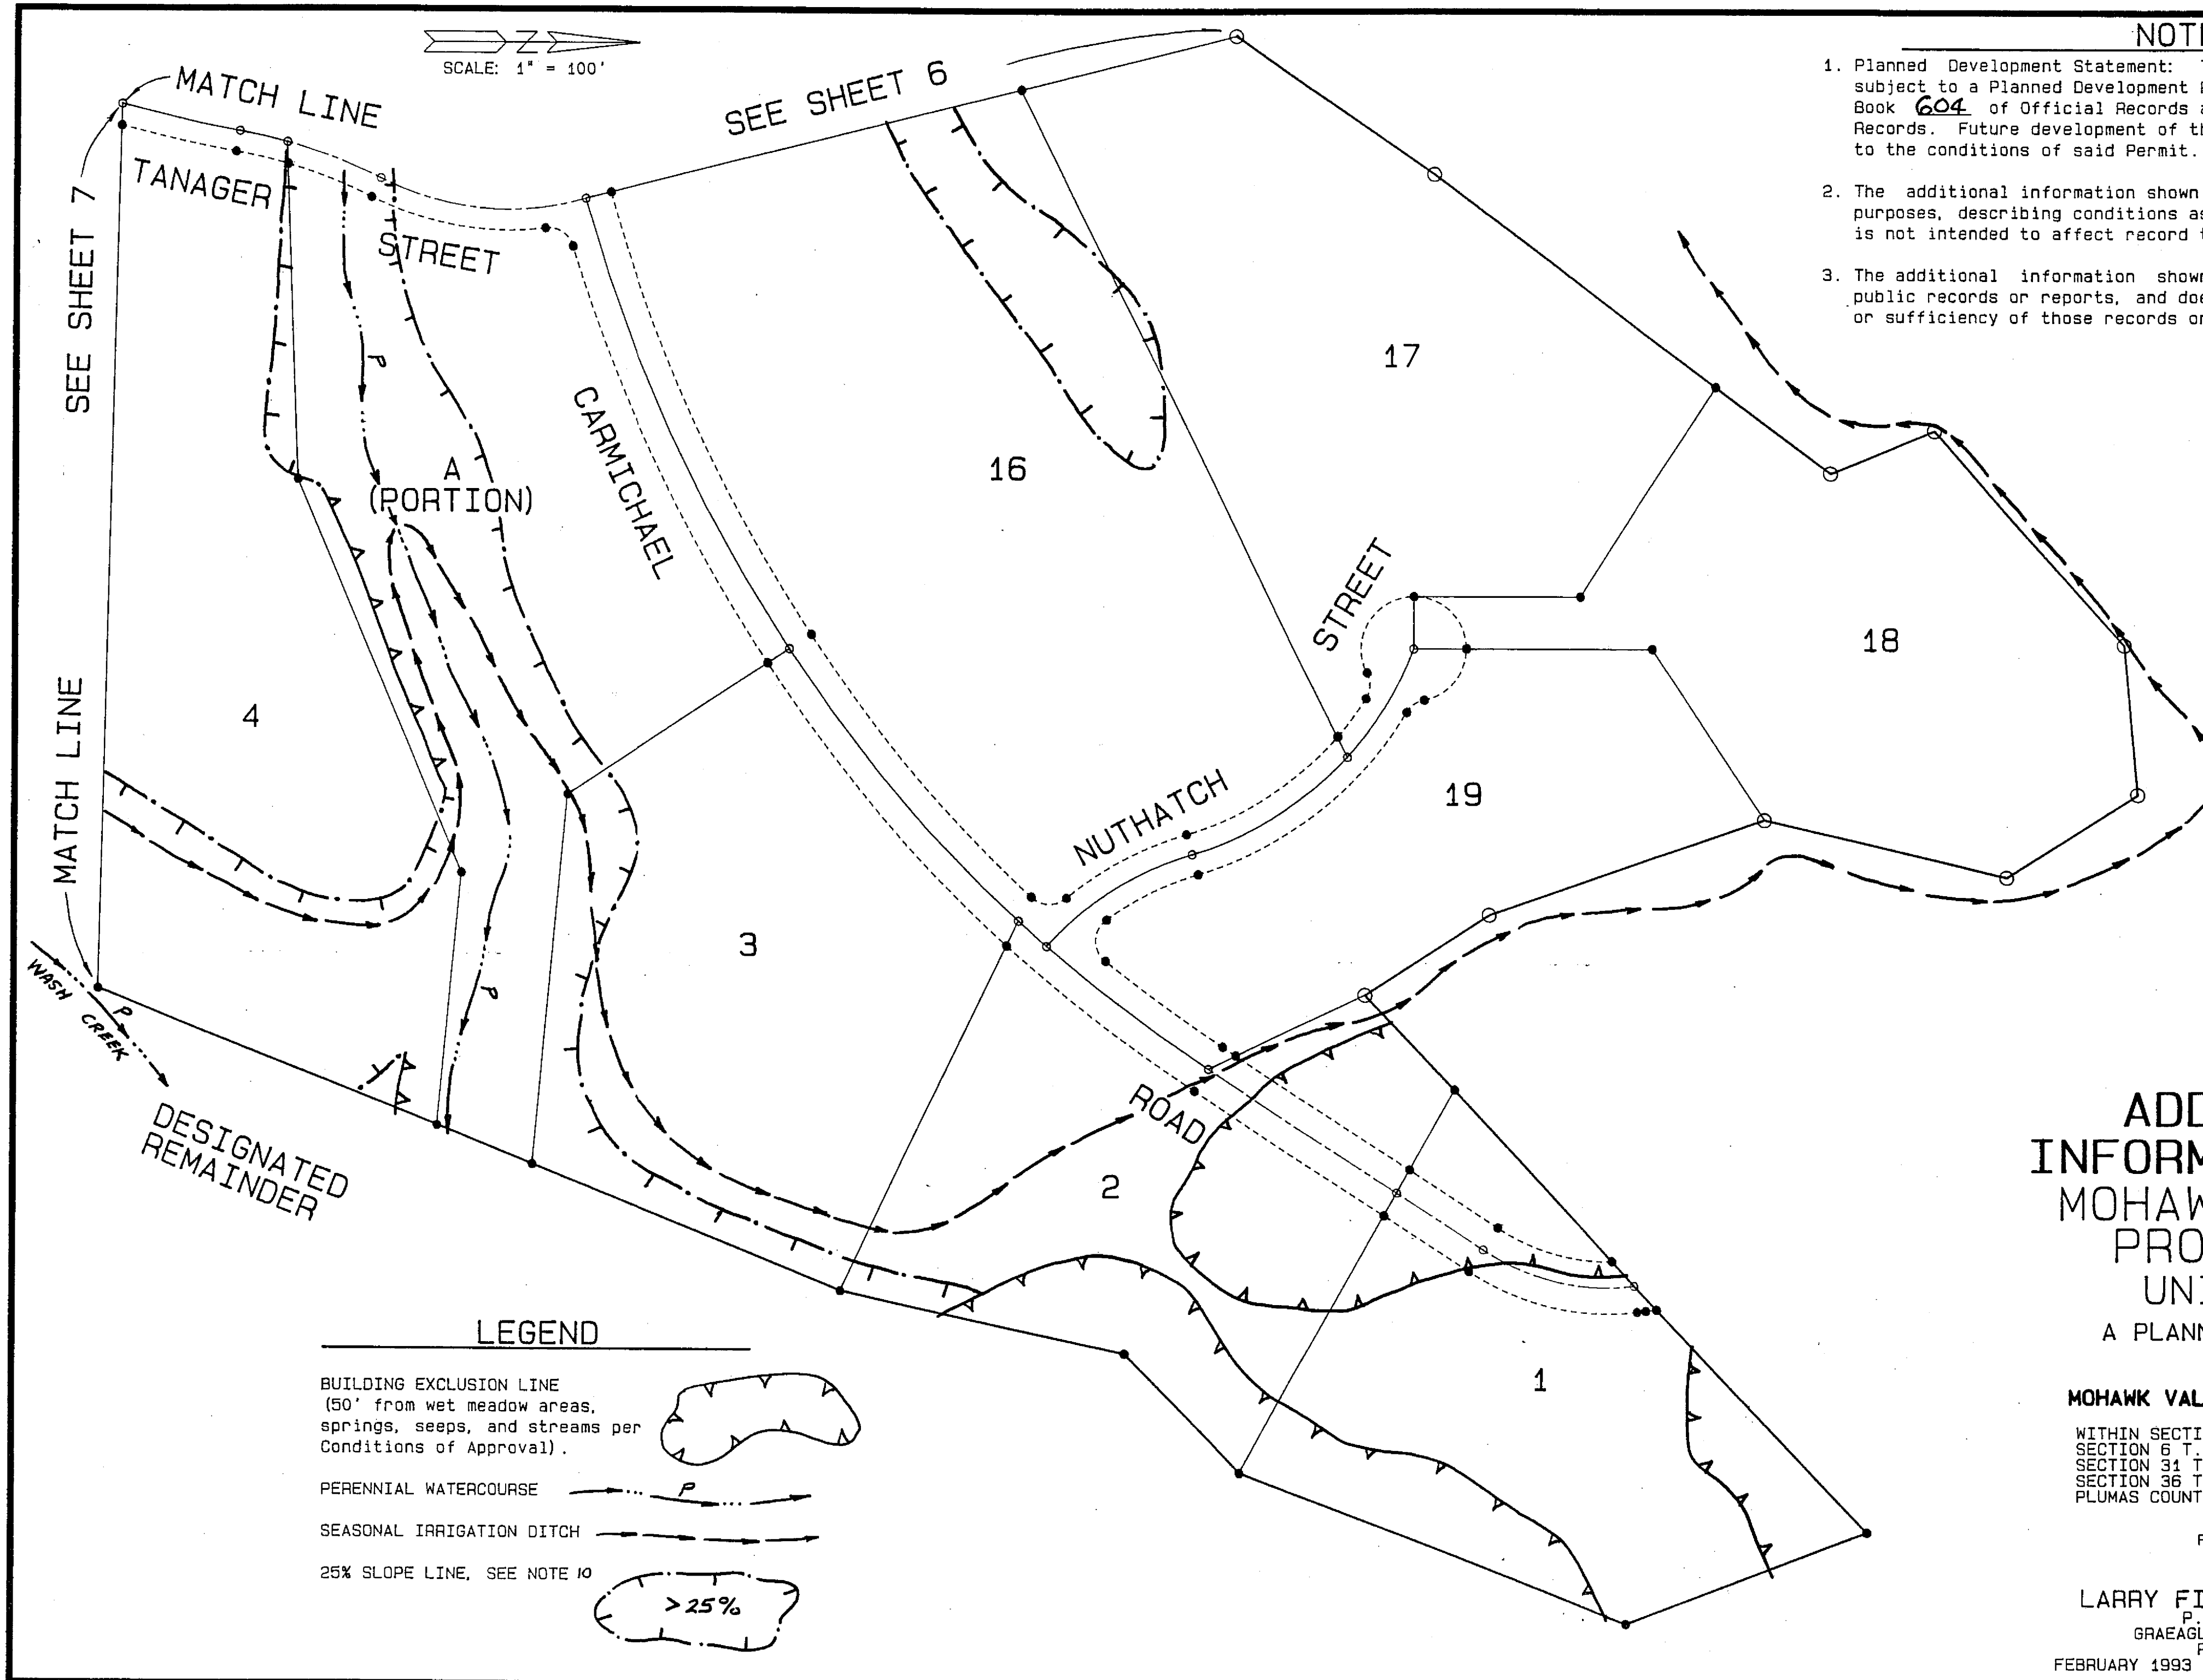 Z
SCALE: 1" = 100'
MATCH LINE
SEE SHEET 7
TANAGER
STREET
SEE SHEET 6
NOT
1. Planned Development Statement:
subject to a Planned Development
Book 604 of Official Records
Records. Future development of
to the conditions of said Permit.
2. The additional information shown
purposes, describing conditions
is not intended to affect record
3. The additional information
public records or reports, and
or sufficiency of those records
P
A
(PORTION)
CARMICHAEL
16
17
STREET
18
4
MATCH LINE
NUTHATCH
19
3
WASH
CREEK
P
P
DESIGNATED
REMAINDER
ROAD
2
1
ADD
INFORM
MOHAW
PRO
UN
A PLANN
MOHAWK VAL
WITHIN SECTI
SECTION 6 T.
SECTION 31 T
SECTION 36 T
PLUMAS COUNT
LARRY FI
P.
GRAEAGL
FEBRUARY 1993
LEGEND
BUILDING EXCLUSION LINE
(50' from wet meadow areas,
springs, seeps, and streams per
Conditions of Approval).
PERENNIAL WATERCOURSE
P
SEASONAL IRRIGATION DITCH
25% SLOPE LINE, SEE NOTE 10
>25%